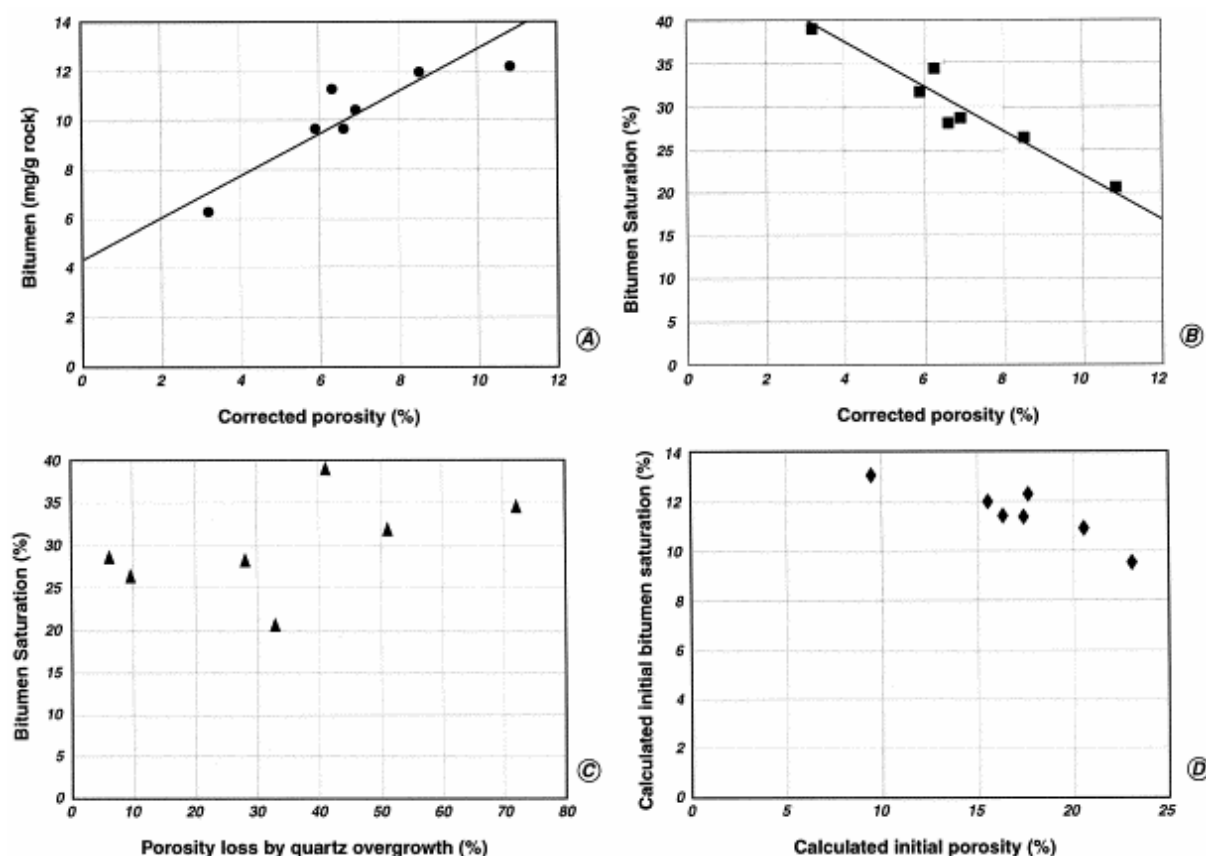 14
12
10
8
6
4
2
0
Bitumen (mg/g rock)
0 2 4 6 8 10 12
Corrected porosity (%)
A
40
35
30
25
20
15
10
5
0
Bitumen Saturation (%)
0 2 4 6 8 10 12
Corrected porosity (%)
B
40
35
30
25
20
15
10
5
0
Bitumen Saturation (%)
0 10 20 30 40 50 60 70 80
Porosity loss by quartz overgrowth (%)
C
14
12
10
8
6
4
2
0
Calculated initial bitumen saturation (%)
0 5 10 15 20 25
Calculated initial porosity (%)
D